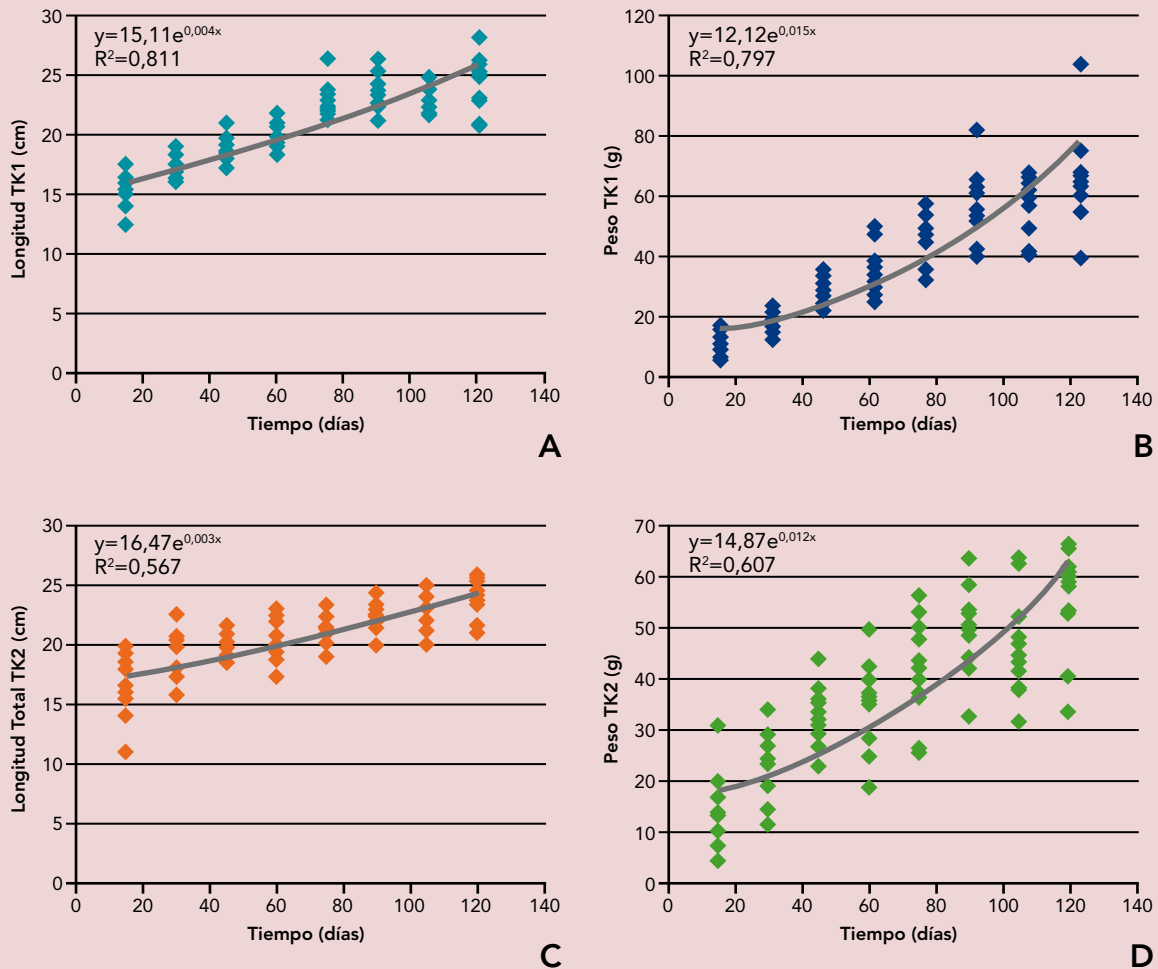 y=15,11e0,004x
R²=0,811
30
25
20
15
10
5
0
Longitud TK1 (cm)
0 20 40 60 80 100 120 140
Tiempo (días)
A
y=12,12e0,015x
R²=0,797
120
100
80
60
40
20
0
Peso TK1 (g)
0 20 40 60 80 100 120 140
Tiempo (días)
B
y=16,47e0,003x
R²=0,567
30
25
20
15
10
5
0
Longitud Total TK2 (cm)
0 20 40 60 80 100 120 140
Tiempo (días)
C
y=14,87e0,012x
R²=0,607
70
60
50
40
30
20
10
0
Peso TK2 (g)
0 20 40 60 80 100 120 140
Tiempo (días)
D